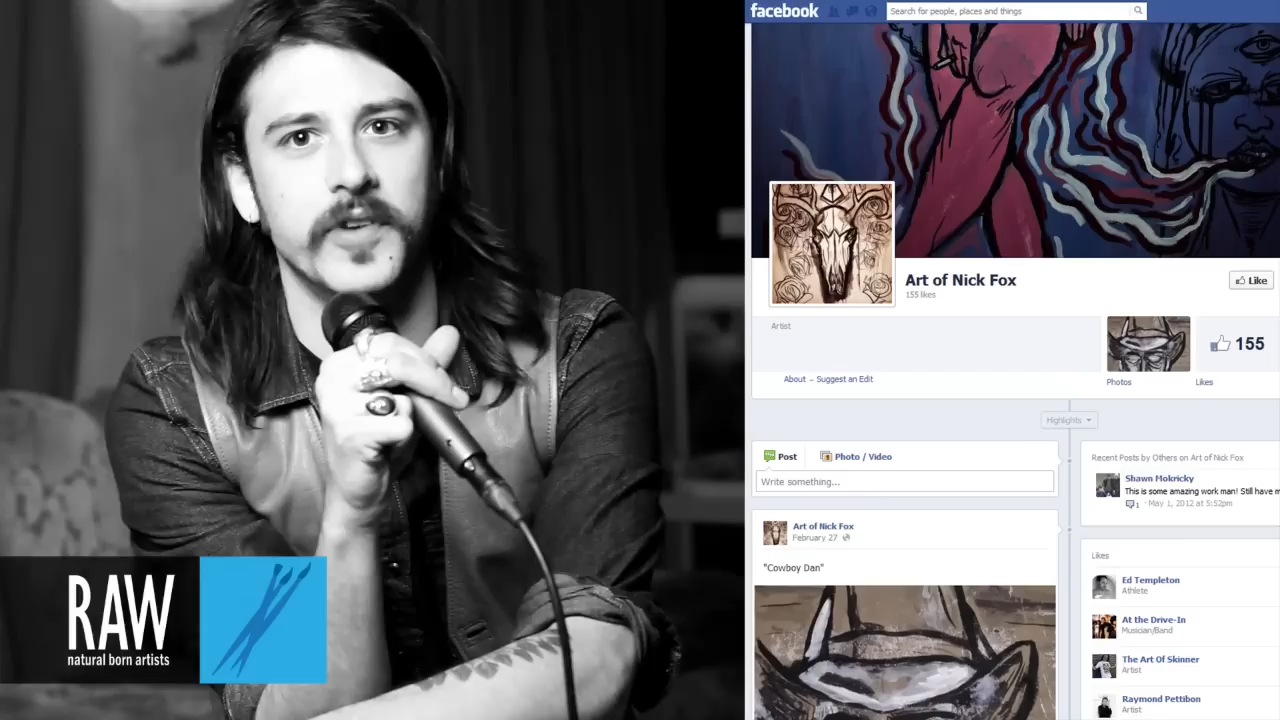 RAW
natural born artists
facebook
Search for people, places and things
Art of Nick Fox
155 likes
Like
Artist
155
About – Suggest an Edit
Photos
Likes
Highlights
Post
Photo / Video
Write something...
Recent Posts by Others on Art of Nick Fox
Shawn Mokricky
This is some amazing work man! Still have m
1 · May 1, 2012 at 5:52pm
Art of Nick Fox
February 27
"Cowboy Dan"
Likes
Ed Templeton
Athlete
At the Drive-In
Musician/Band
The Art Of Skinner
Artist
Raymond Pettibon
Artist